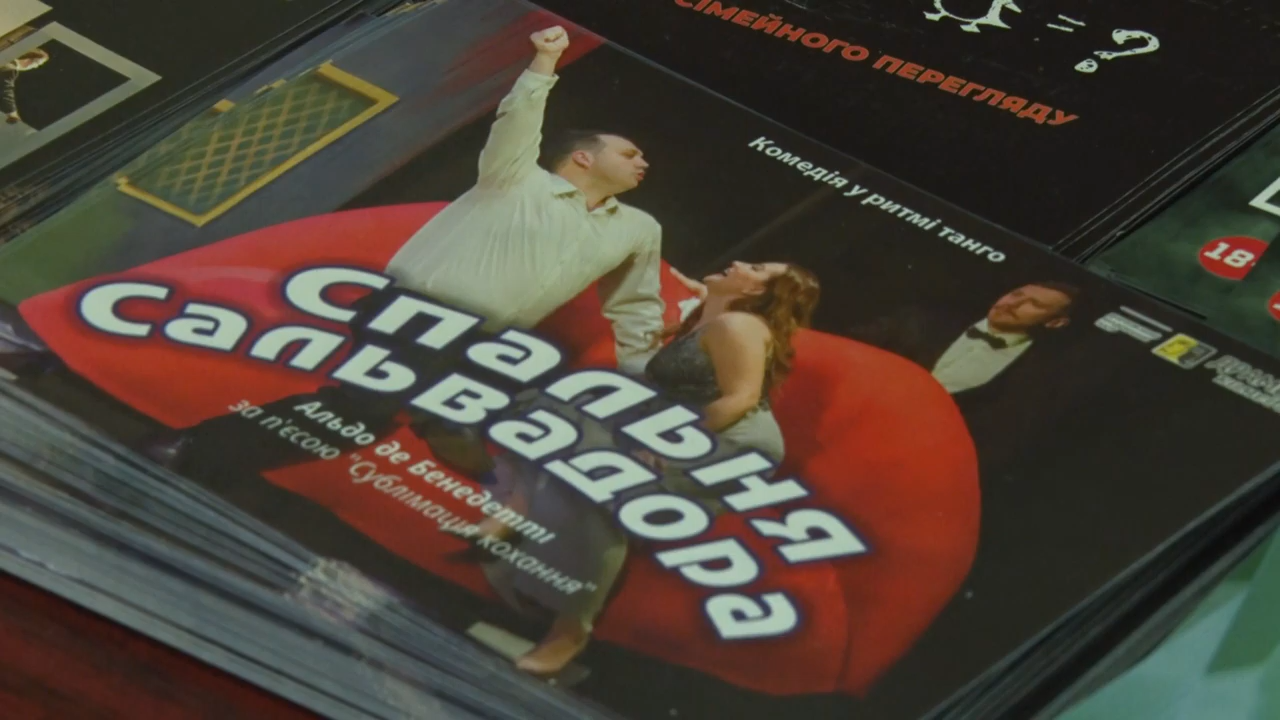 = ?
СІМЕЙНОГО ПЕРЕГЛЯДУ
Комедія у ритмі танго
18
Спальня
Сальвадора
Альдо де Бенедетті
за п'єсою "Сублімація кохання"